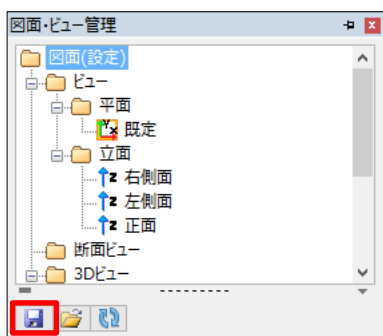 図面・ビュー管理
図面(設定)
ビュー
平面
既定
立面
右側面
左側面
正面
断面ビュー
3Dビュー